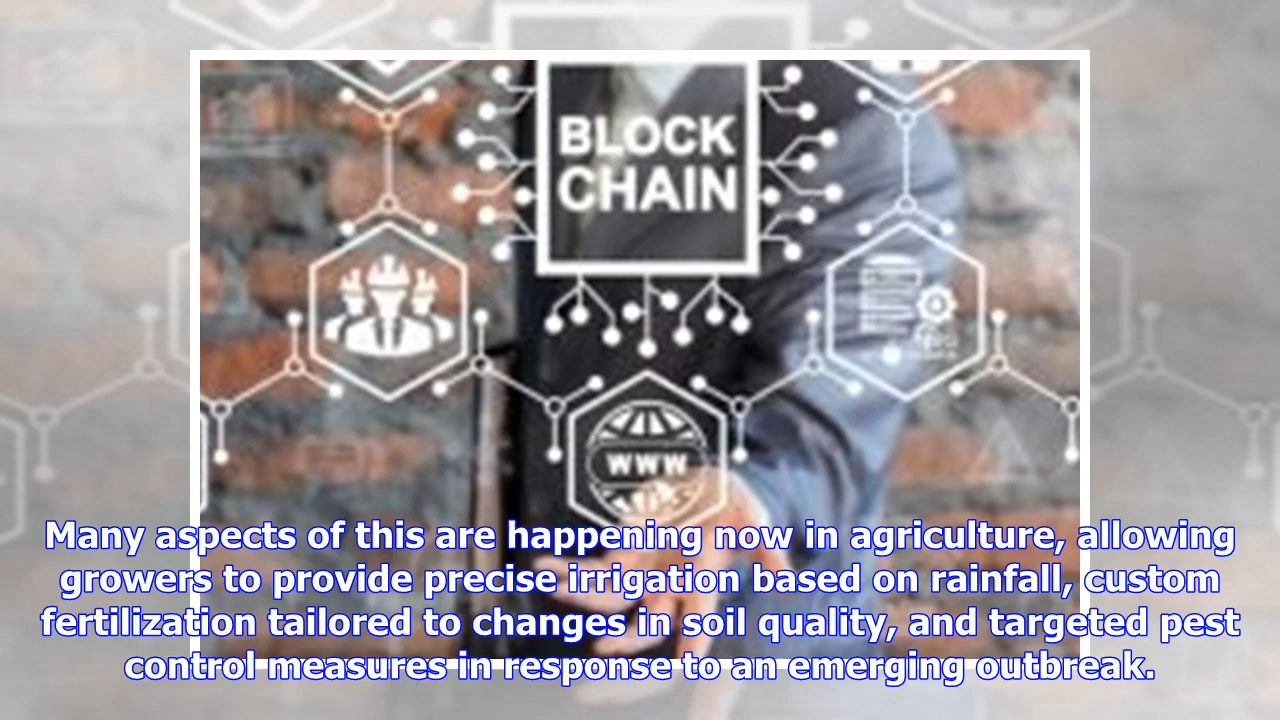 BLOCK
CHAIN
WWW
Many aspects of this are happening now in agriculture, allowing
growers to provide precise irrigation based on rainfall, custom
fertilization tailored to changes in soil quality, and targeted pest
control measures in response to an emerging outbreak.